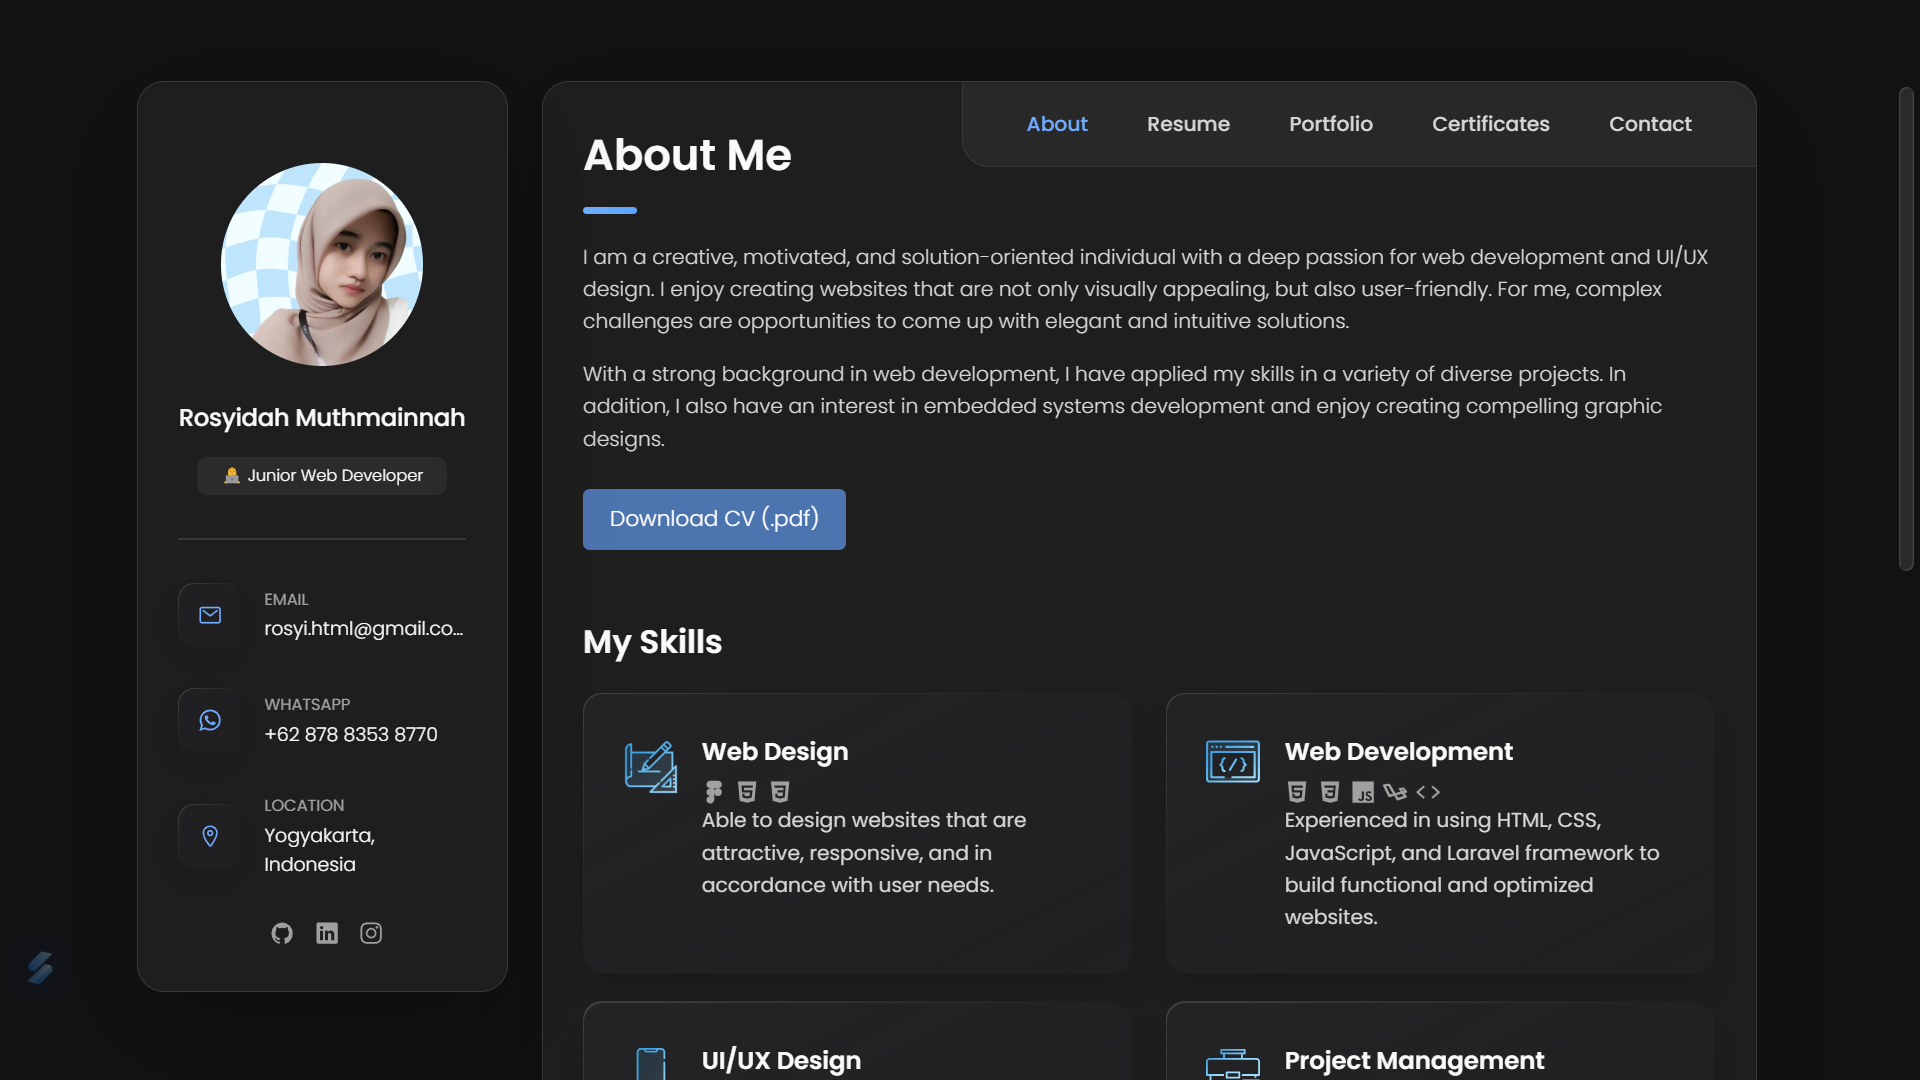 Rosyidah Muthmainnah
Junior Web Developer
EMAIL
rosyi.html@gmail.co...
WHATSAPP
+62 878 8353 8770
LOCATION
Yogyakarta,
Indonesia
About Resume Portfolio Certificates Contact
About Me
I am a creative, motivated, and solution-oriented individual with a deep passion for web development and UI/UX
design. I enjoy creating websites that are not only visually appealing, but also user-friendly. For me, complex
challenges are opportunities to come up with elegant and intuitive solutions.
With a strong background in web development, I have applied my skills in a variety of diverse projects. In
addition, I also have an interest in embedded systems development and enjoy creating compelling graphic
designs.
Download CV (.pdf)
My Skills
Web Design
Able to design websites that are
attractive, responsive, and in
accordance with user needs.
Web Development
JS
Experienced in using HTML, CSS,
JavaScript, and Laravel framework to
build functional and optimized
websites.
UI/UX Design
Project Management